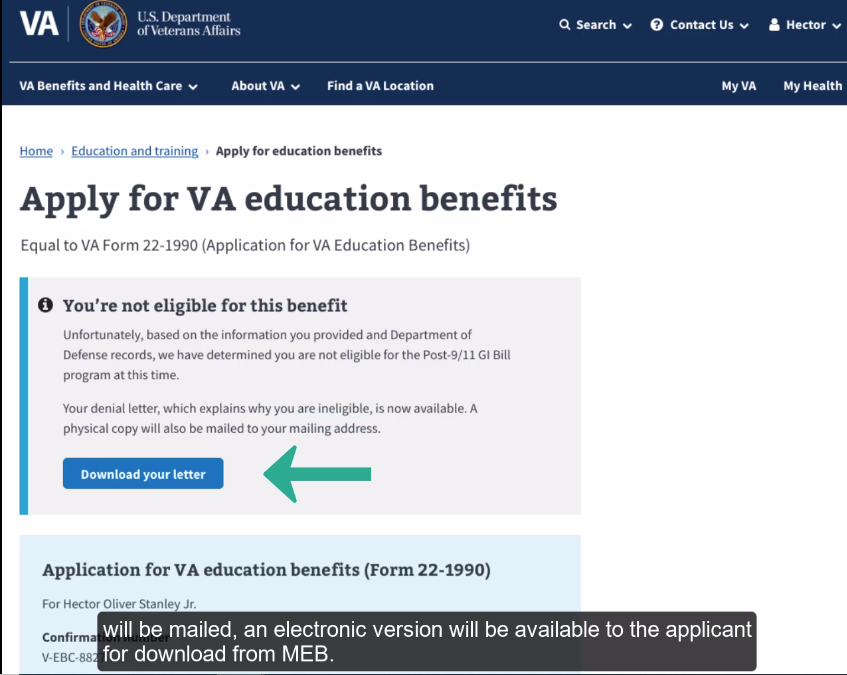 VA
U.S. Department
of Veterans Affairs
Search
Contact Us
Hector
VA Benefits and Health Care
About VA
Find a VA Location
My VA
My Health
Home › Education and training › Apply for education benefits
Apply for VA education benefits
Equal to VA Form 22-1990 (Application for VA Education Benefits)
You're not eligible for this benefit
Unfortunately, based on the information you provided and Department of
Defense records, we have determined you are not eligible for the Post-9/11 GI Bill
program at this time.
Your denial letter, which explains why you are ineligible, is now available. A
physical copy will also be mailed to your mailing address.
Download your letter
Application for VA education benefits (Form 22-1990)
For Hector Oliver Stanley Jr.
Confirmation number
V-EBC-882
will be mailed, an electronic version will be available to the applicant
for download from MEB.